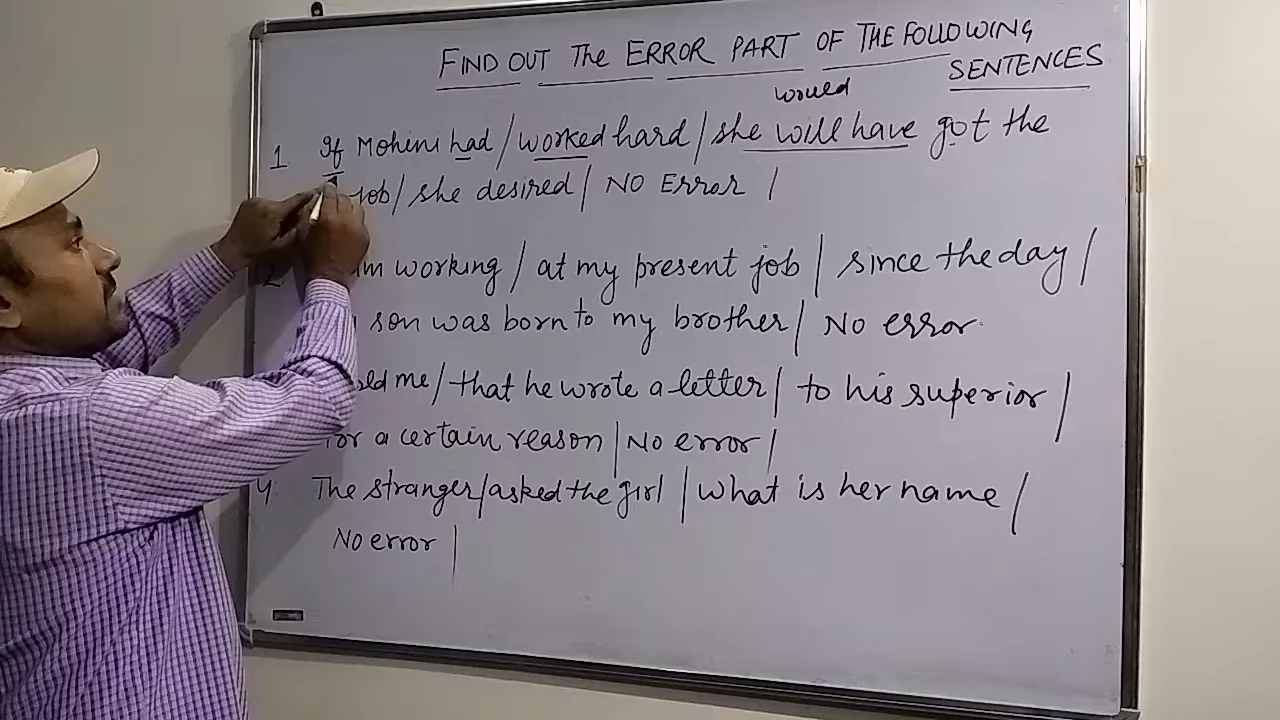 FIND OUT The ERROR PART OF THE FOLLOWING
SENTENCES
would
1 If Mohini had / worked hard / she will have got the
job / she desired / NO ERROR /
2. am working / at my present job / since the day /
son was born to my brother / No error.
me / that he wrote a letter / to his superior /
for a certain reason / No error /
4. The stranger / asked the girl / what is her name /
No error /